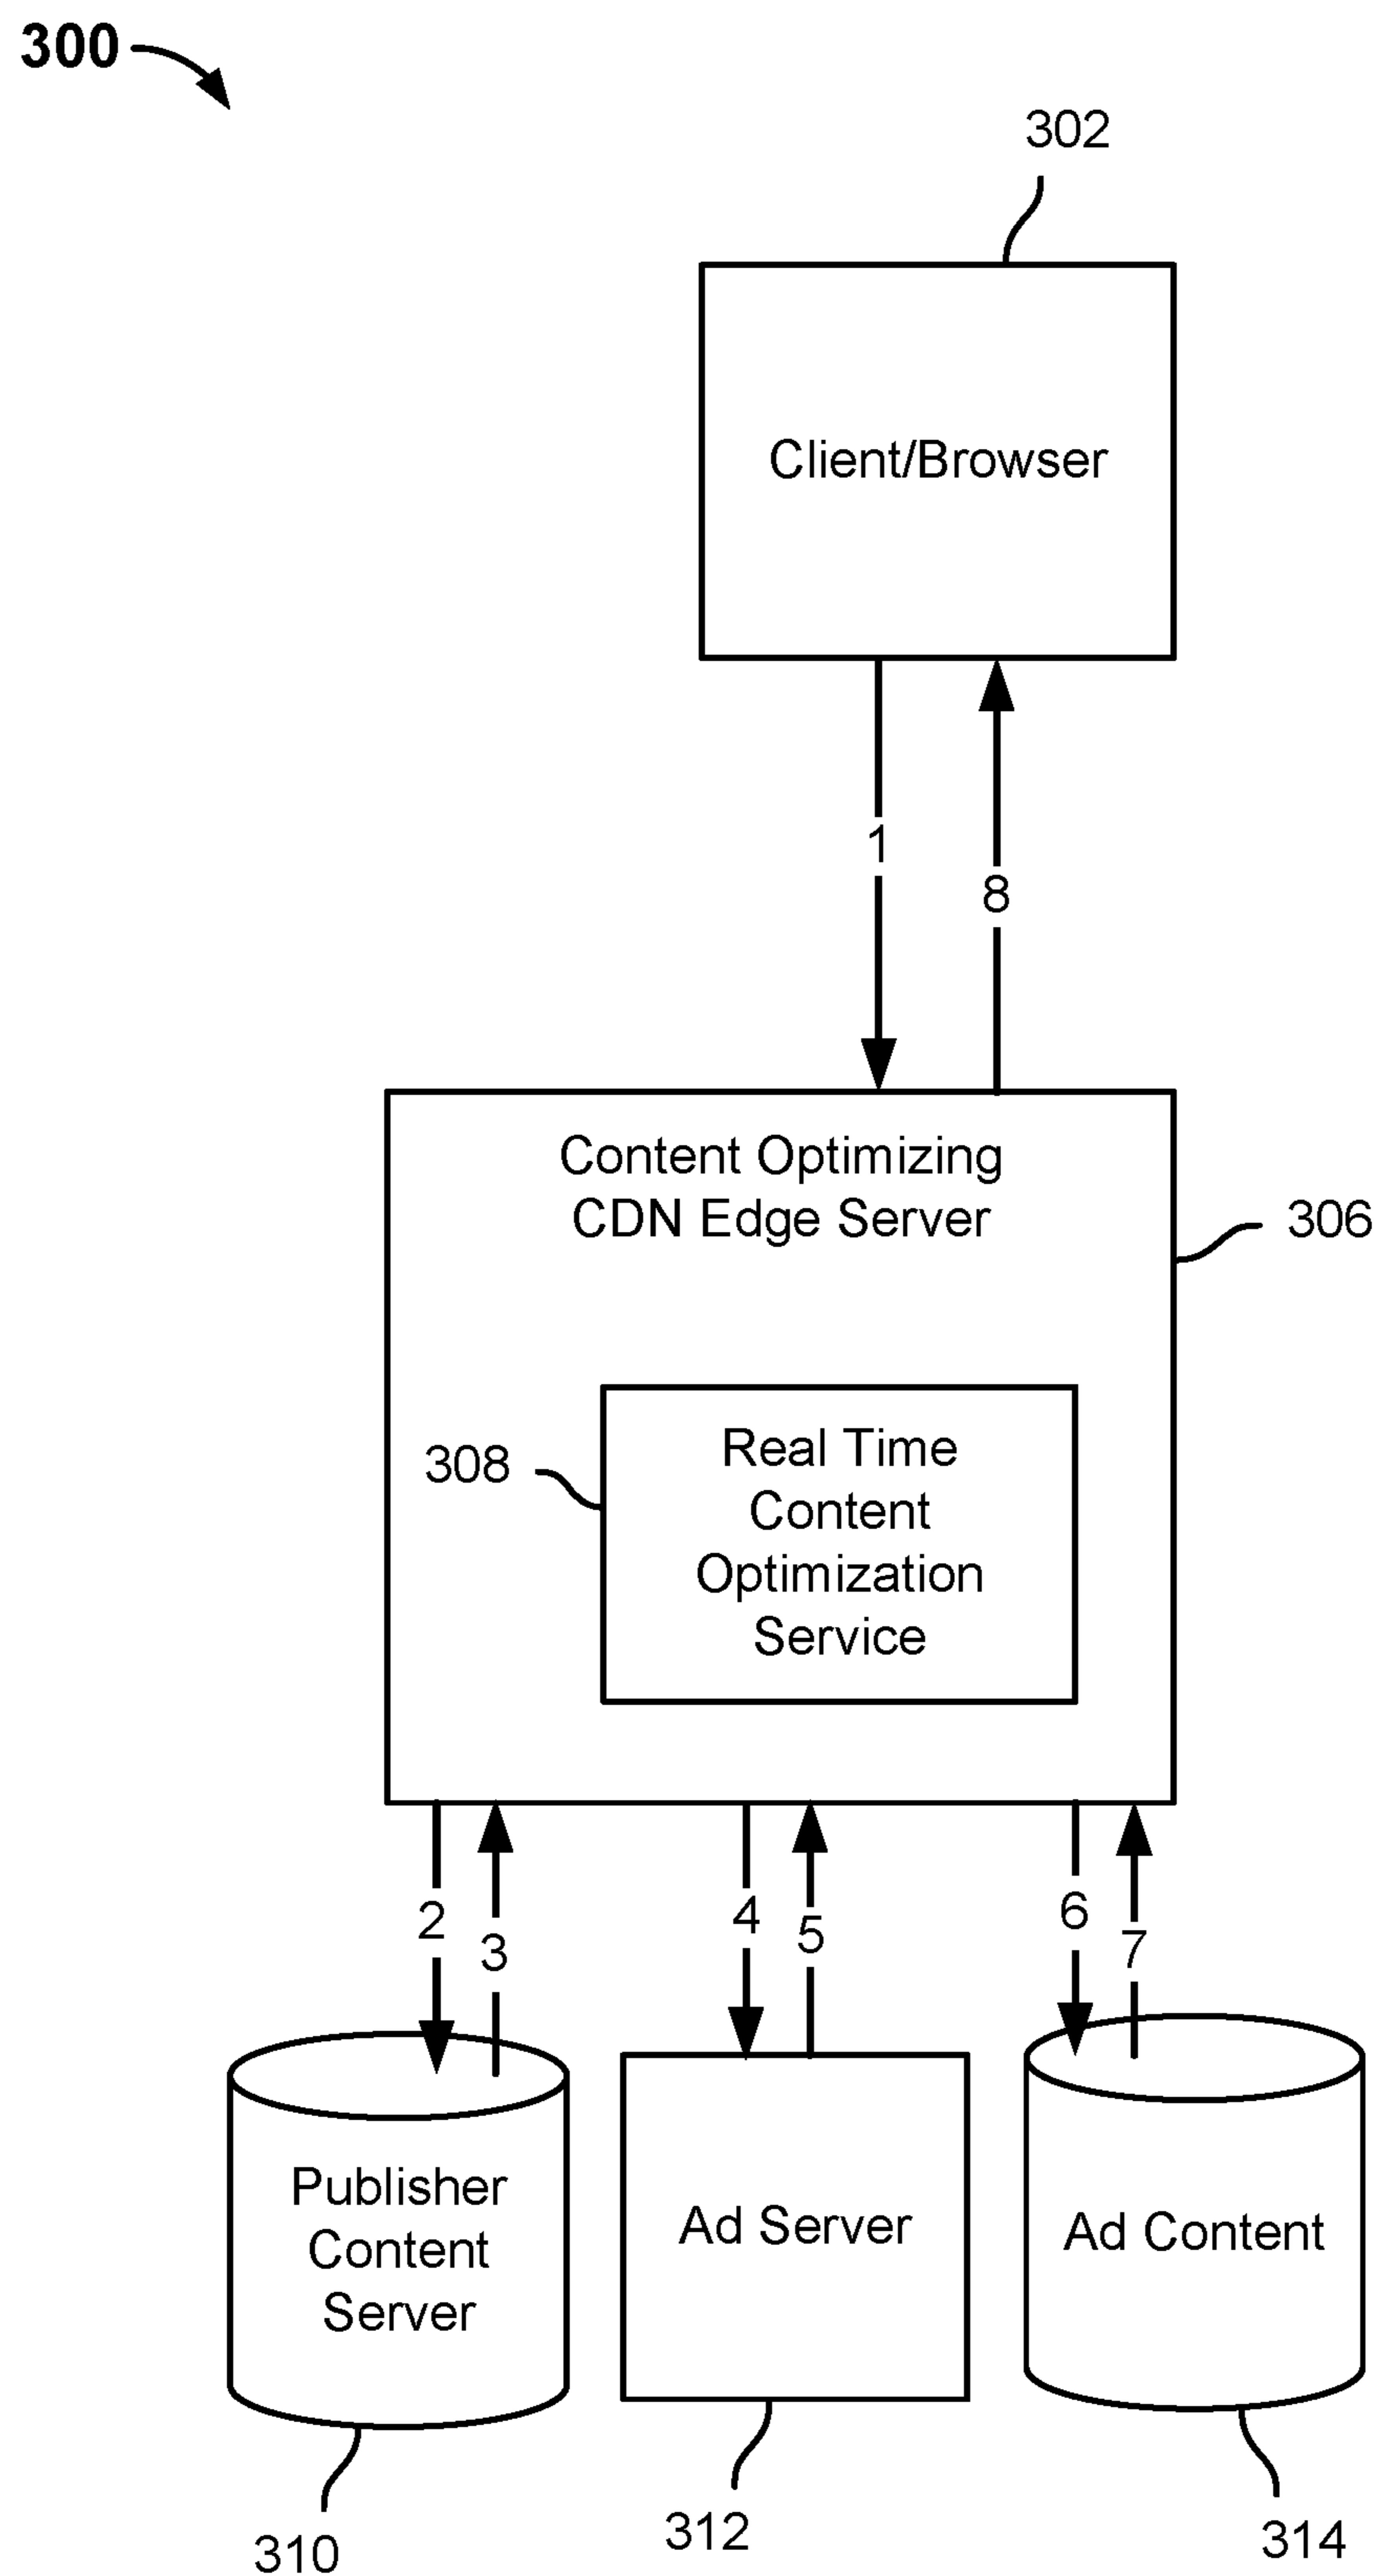 300
302
Client/Browser
1
8
Content Optimizing
CDN Edge Server
306
308
Real Time
Content
Optimization
Service
2
3
4
5
6
7
Publisher
Content
Server
Ad Server
Ad Content
310
312
314